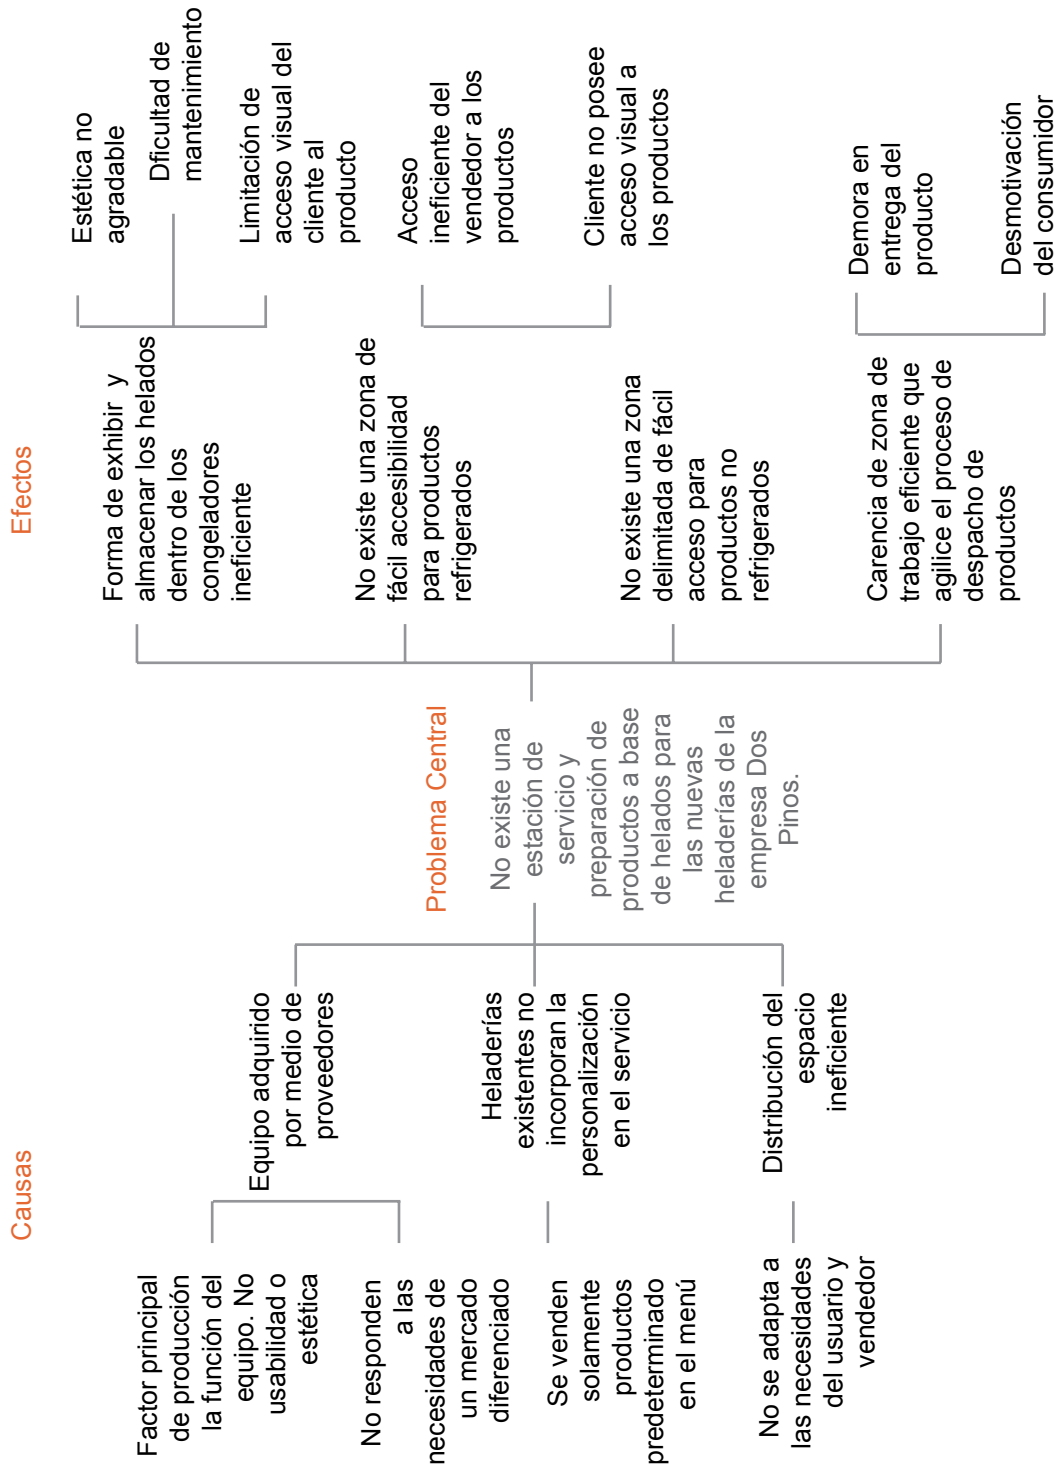 Causas
Factor principal
de producción
la función del
equipo. No
usabilidad o
estética
No responden
a las
necesidades de
un mercado
diferenciado
Se venden
solamente
productos
predeterminado
en el menú
No se adapta a
las necesidades
del usuario y
vendedor
Equipo adquirido
por medio de
proveedores
Heladerías
existentes no
incorporan la
personalización
en el servicio
Distribución del
espacio
ineficiente
Problema Central
No existe una
estación de
servicio y
preparación de
productos a base
de helados para
las nuevas
heladerías de la
empresa Dos
Pinos.
Efectos
Forma de exhibir y
almacenar los helados
dentro de los
congeladores
ineficiente
No existe una zona de
fácil accesibilidad
para productos
refrigerados
No existe una zona
delimitada de fácil
acceso para
productos no
refrigerados
Carencia de zona de
trabajo eficiente que
agilice el proceso de
despacho de
productos
Estética no
agradable
Dficultad de
mantenimiento
Limitación de
acceso visual del
cliente al
producto
Acceso
ineficiente del
vendedor a los
productos
Cliente no posee
acceso visual a
los productos
Demora en
entrega del
producto
Desmotivación
del consumidor